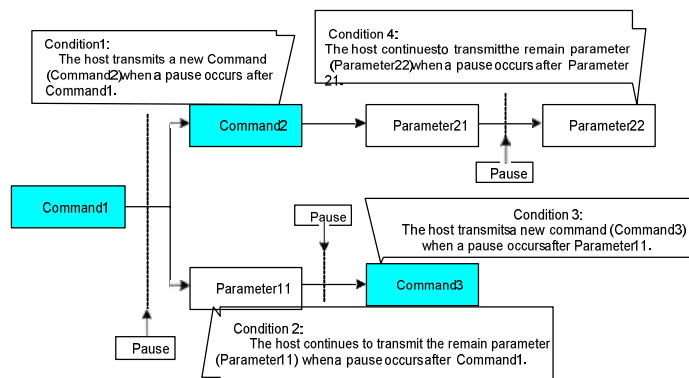 Condition1:
The host transmits a new Command
(Command2)when a pause occurs after
Command1.
Condition 4:
The host continuesto transmitthe remain parameter
(Parameter22)when a pause occurs after Parameter
21.
Command2
Parameter21
Parameter22
Pause
Command1
Pause
Condition 3:
The host transmitsa new command (Command3)
when a pause occursafter Parameter11.
Parameter11
Command3
Pause
Condition 2:
The host continues to transmit the remain parameter
(Parameter11) whena pause occursafter Command1.